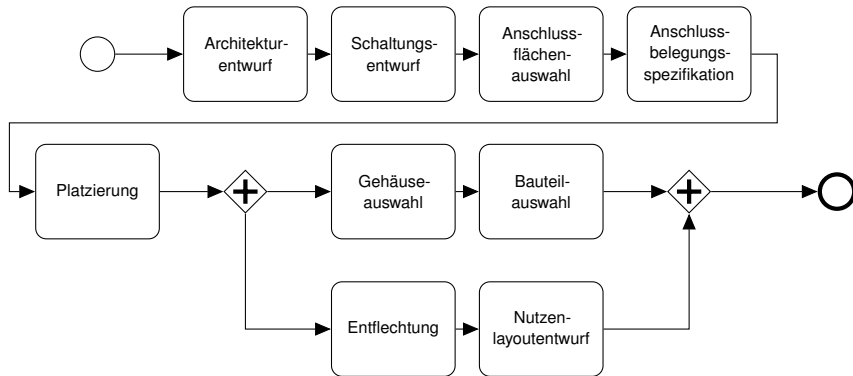 Architektur-
entwurf
Schaltungs-
entwurf
Anschluss-
flächen-
auswahl
Anschluss-
belegungs-
spezifikation
Platzierung
Gehäuse-
auswahl
Bauteil-
auswahl
Entflechtung
Nutzen-
layoutentwurf